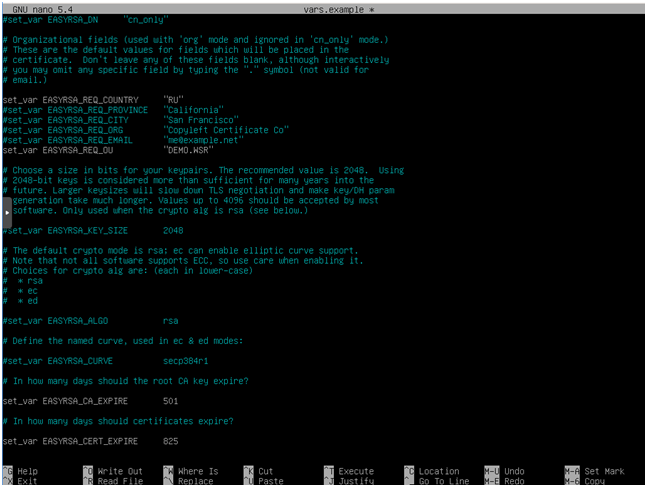 GNU nano 5.4 vars.example *
#set_var EASYRSA_DN "cn_only"
# Organizational fields (used with 'org' mode and ignored in 'cn_only' mode.)
# These are the default values for fields which will be placed in the
# certificate. Don't leave any of these fields blank, although interactively
# you may omit any specific field by typing the "." symbol (not valid for
# email.)
set_var EASYRSA_REQ_COUNTRY "RU"
#set_var EASYRSA_REQ_PROVINCE "California"
#set_var EASYRSA_REQ_CITY "San Francisco"
#set_var EASYRSA_REQ_ORG "Copyleft Certificate Co"
#set_var EASYRSA_REQ_EMAIL "me@example.net"
set_var EASYRSA_REQ_OU "DEMO.WSR"
# Choose a size in bits for your keypairs. The recommended value is 2048. Using
# 2048-bit keys is considered more than sufficient for many years into the
# future. Larger keysizes will slow down TLS negotiation and make key/DH param
generation take much longer. Values up to 4096 should be accepted by most
software. Only used when the crypto alg is rsa (see below.)
#set_var EASYRSA_KEY_SIZE 2048
# The default crypto mode is rsa; ec can enable elliptic curve support.
# Note that not all software supports ECC, so use care when enabling it.
# Choices for crypto alg are: (each in lower-case)
# * rsa
# * ec
# * ed
#set_var EASYRSA_ALGO rsa
# Define the named curve, used in ec & ed modes:
#set_var EASYRSA_CURVE secp384r1
# In how many days should the root CA key expire?
set_var EASYRSA_CA_EXPIRE 501
# In how many days should certificates expire?
set_var EASYRSA_CERT_EXPIRE 825
^G Help ^O Write Out ^W Where Is ^K Cut ^T Execute ^C Location M-U Undo M-A Set Mark
^X Exit ^R Read File ^\ Replace ^U Paste ^J Justify ^_ Go To Line M-E Redo M-6 Copy